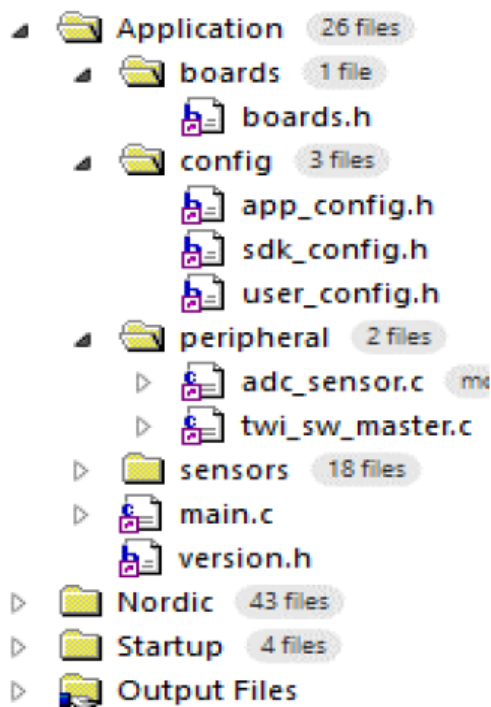 Application 26 files
boards 1 file
boards.h
config 3 files
app_config.h
sdk_config.h
user_config.h
peripheral 2 files
adc_sensor.c
twi_sw_master.c
sensors 18 files
main.c
version.h
Nordic 43 files
Startup 4 files
Output Files